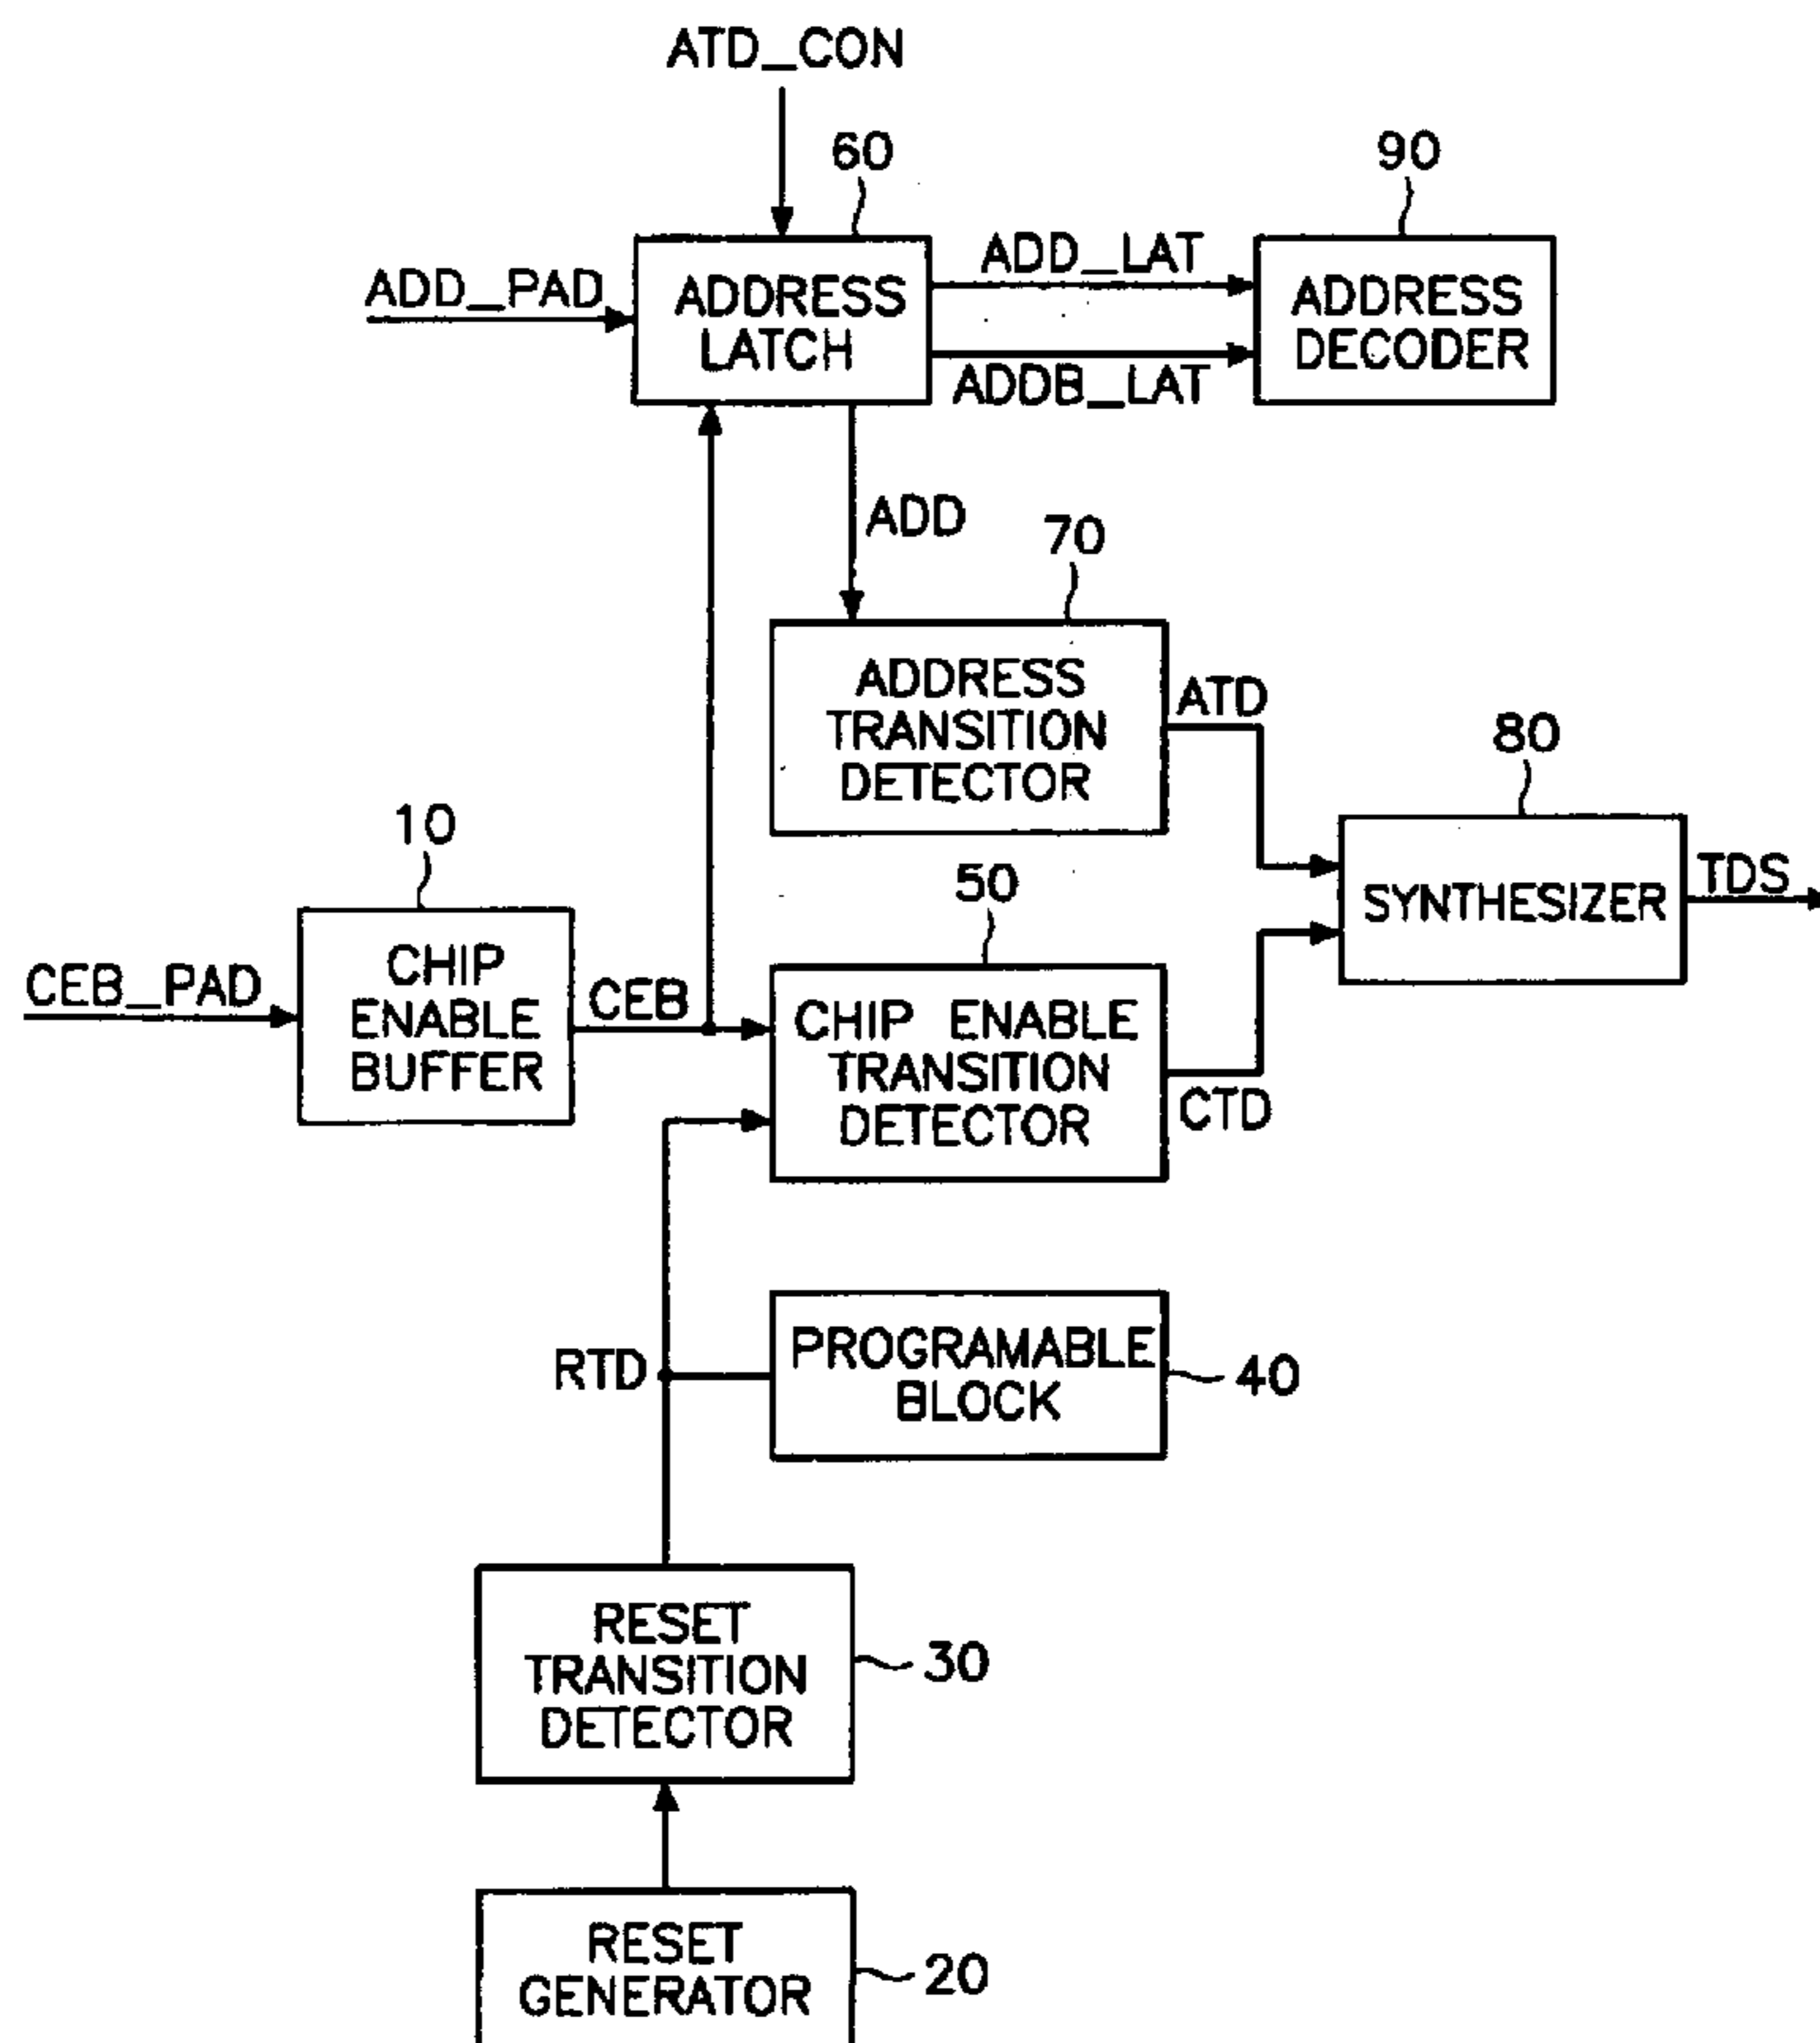 ATD_CON
60
90
ADD_PAD
ADDRESS
LATCH
ADD_LAT
ADDB_LAT
ADDRESS
DECODER
ADD
70
ADDRESS
TRANSITION
DETECTOR
ATD
80
SYNTHESIZER
TDS
10
CEB_PAD
CHIP
ENABLE
BUFFER
CEB
50
CHIP ENABLE
TRANSITION
DETECTOR
CTD
RTD
PROGRAMABLE
BLOCK
40
RESET
TRANSITION
DETECTOR
30
RESET
GENERATOR
20